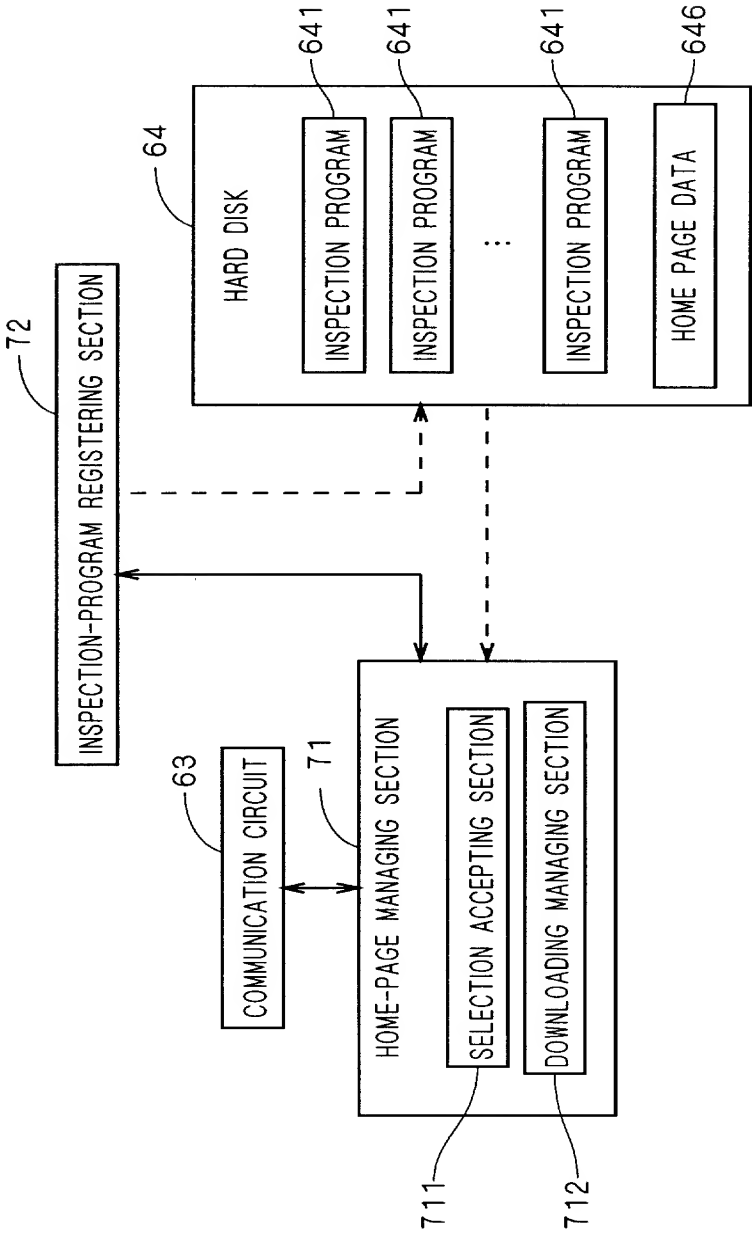 72
INSPECTION-PROGRAM REGISTERING SECTION
63
COMMUNICATION CIRCUIT
71
HOME-PAGE MANAGING SECTION
SELECTION ACCEPTING SECTION
711
DOWNLOADING MANAGING SECTION
712
64
HARD DISK
INSPECTION PROGRAM
641
INSPECTION PROGRAM
641
...
INSPECTION PROGRAM
641
HOME PAGE DATA
646